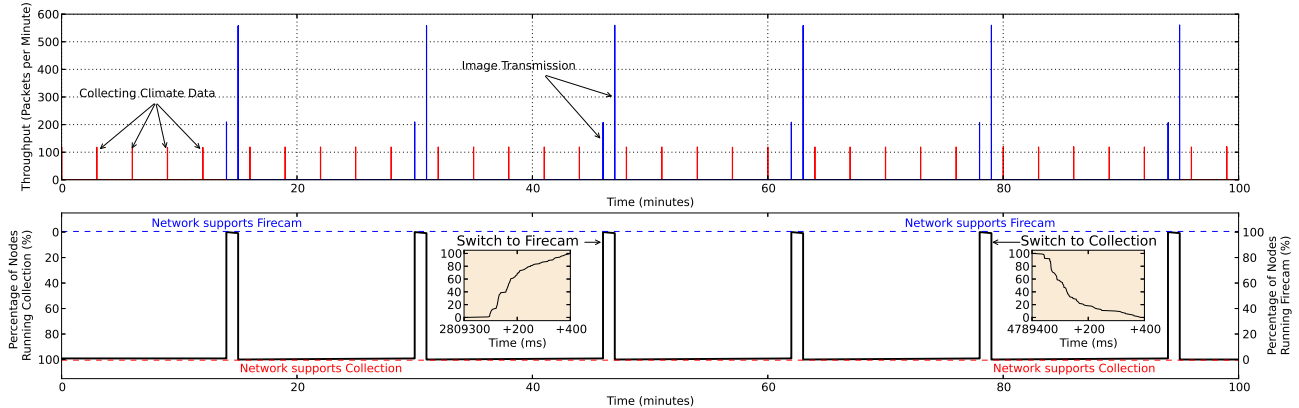 Throughput (Packets per Minute)
600
500
400
300
200
100
0
Collecting Climate Data
Image Transmission
0
20
40
60
80
100
Time (minutes)
Percentage of Nodes
Running Collection (%)
0
20
40
60
80
100
Network supports Firecam
Network supports Firecam
Switch to Firecam
100
80
60
40
20
0
2809300
+200
+400
Time (ms)
Switch to Collection
100
80
60
40
20
0
4789400
+200
+400
Time (ms)
Network supports Collection
Network supports Collection
100
80
60
40
20
0
Percentage of Nodes
Running Firecam (%)
0
20
40
60
80
100
Time (minutes)